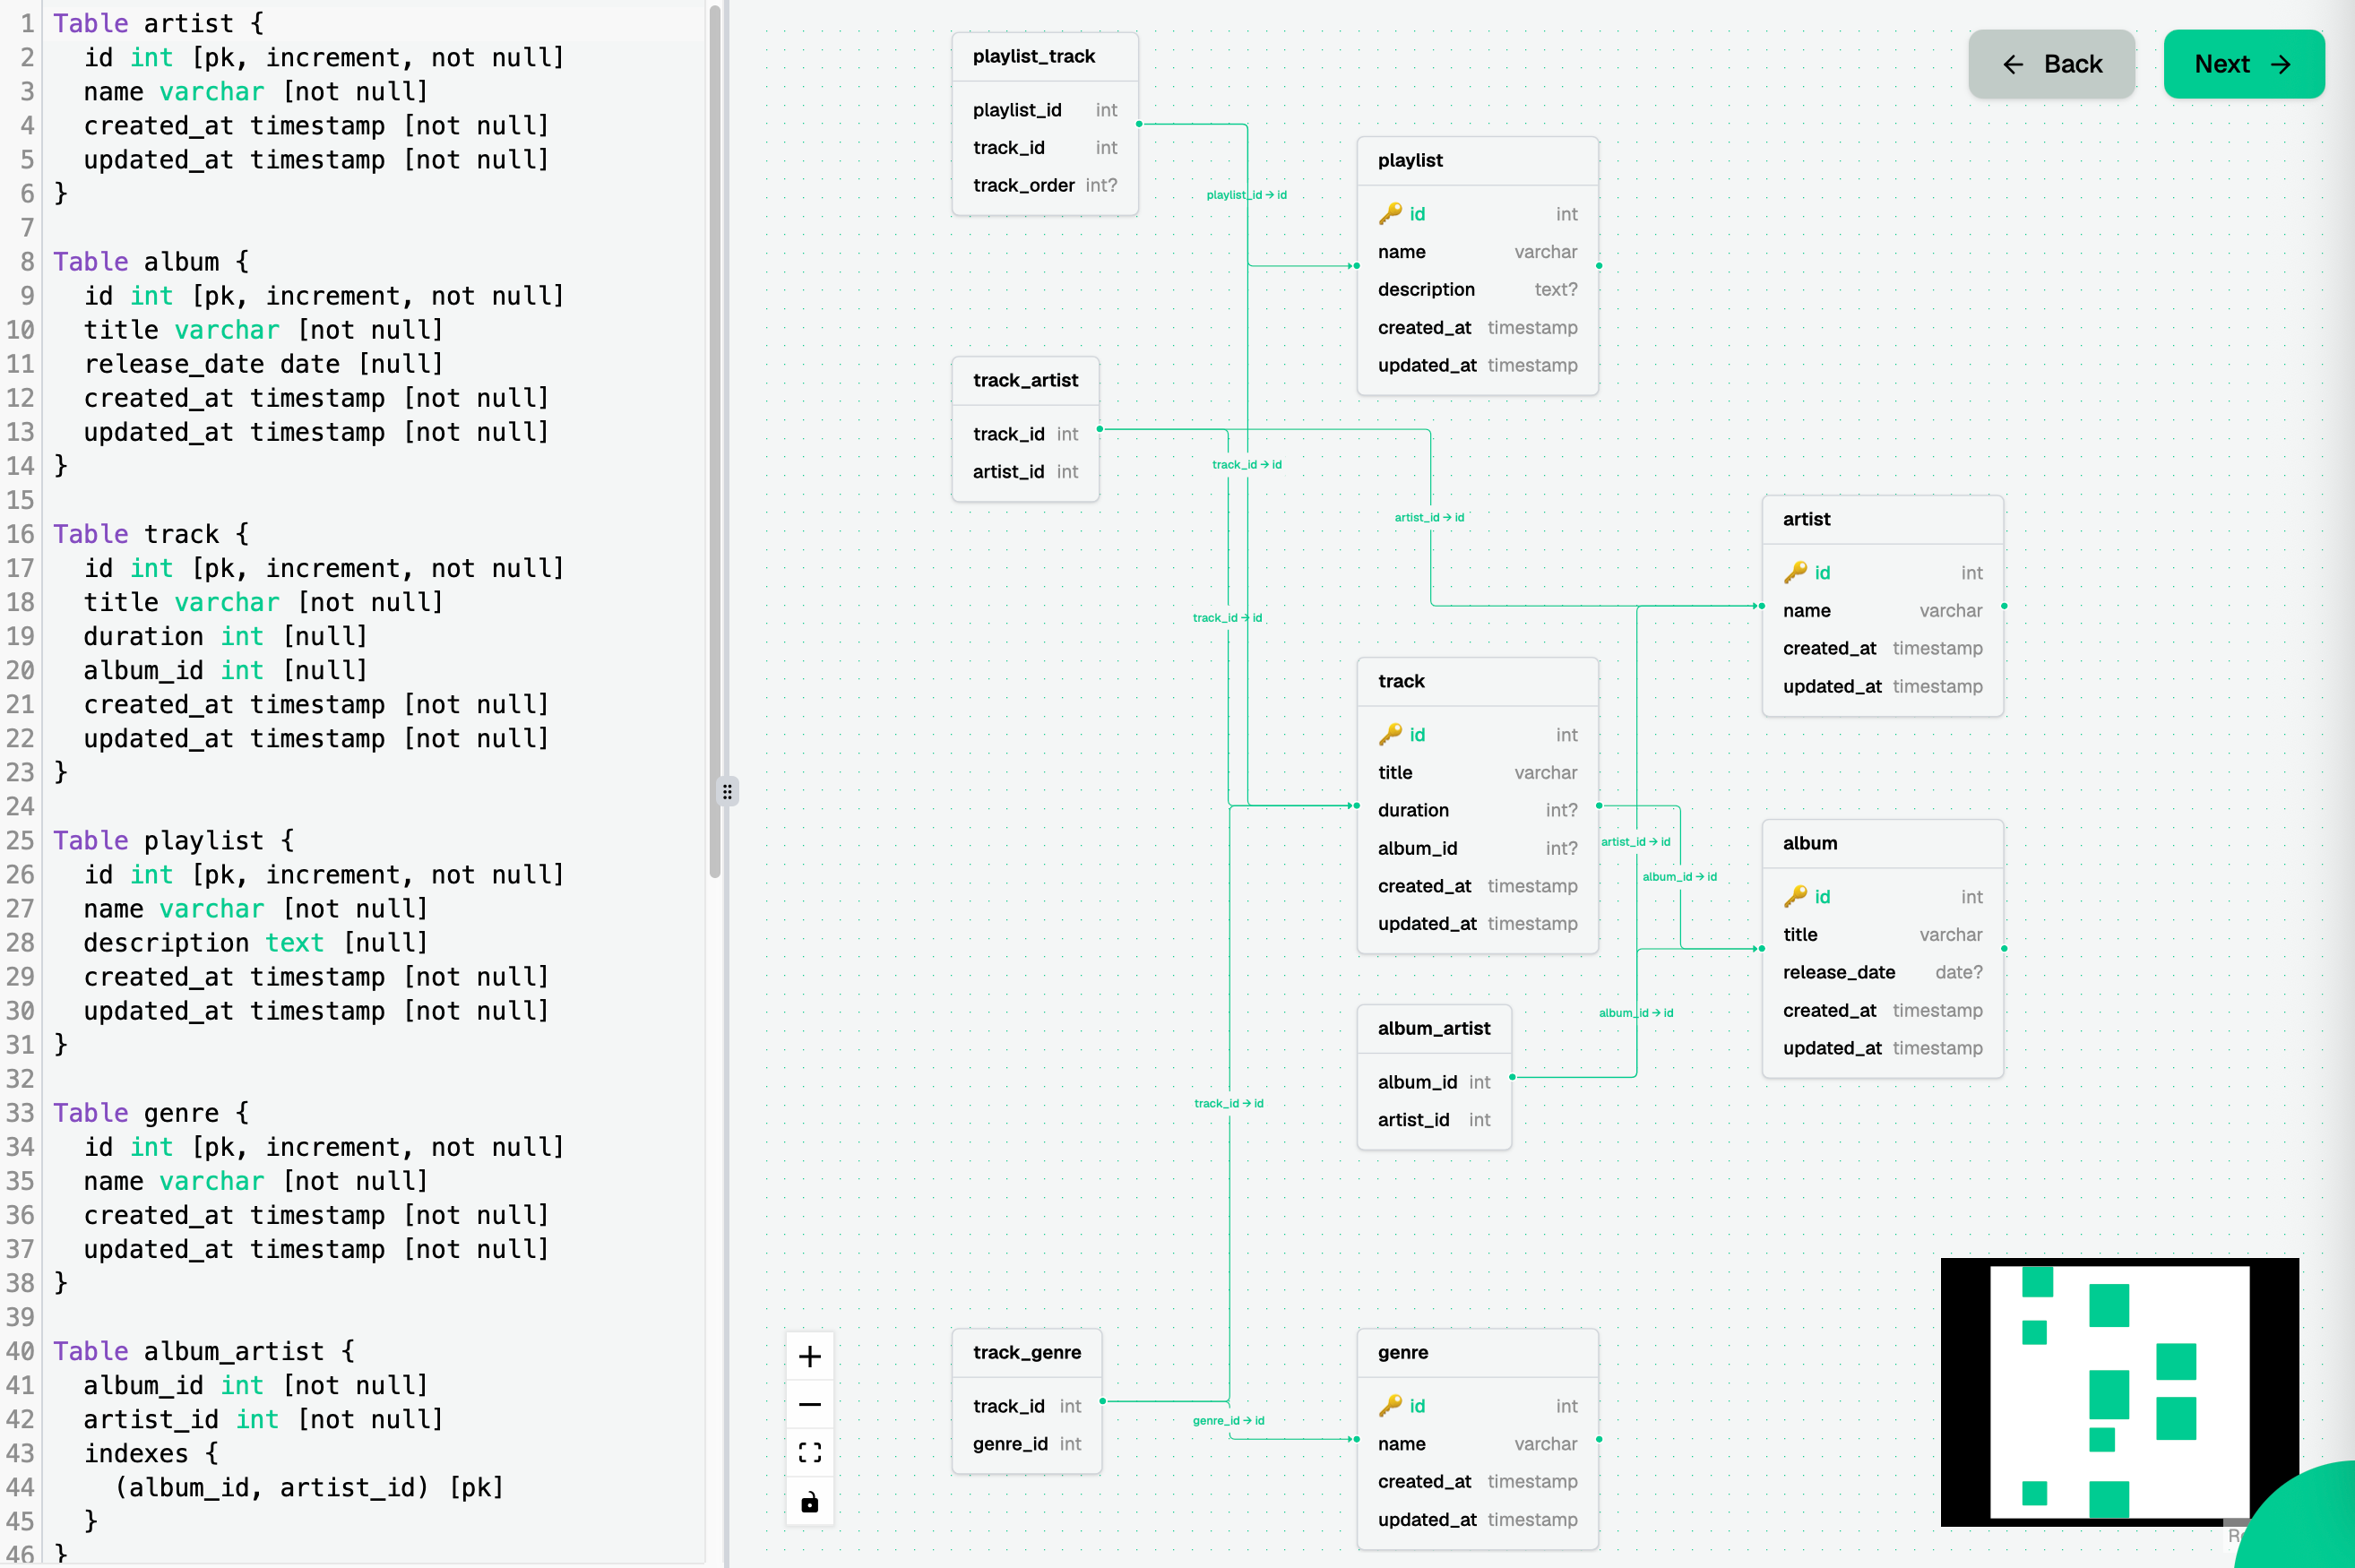 1 Table artist {
2   id int [pk, increment, not null]
3   name varchar [not null]
4   created_at timestamp [not null]
5   updated_at timestamp [not null]
6 }
7
8 Table album {
9   id int [pk, increment, not null]
10   title varchar [not null]
11   release_date date [null]
12   created_at timestamp [not null]
13   updated_at timestamp [not null]
14 }
15
16 Table track {
17   id int [pk, increment, not null]
18   title varchar [not null]
19   duration int [null]
20   album_id int [null]
21   created_at timestamp [not null]
22   updated_at timestamp [not null]
23 }
24
25 Table playlist {
26   id int [pk, increment, not null]
27   name varchar [not null]
28   description text [null]
29   created_at timestamp [not null]
30   updated_at timestamp [not null]
31 }
32
33 Table genre {
34   id int [pk, increment, not null]
35   name varchar [not null]
36   created_at timestamp [not null]
37   updated_at timestamp [not null]
38 }
39
40 Table album_artist {
41   album_id int [not null]
42   artist_id int [not null]
43   indexes {
44     (album_id, artist_id) [pk]
45   }
46 }
← Back
Next →
playlist_track
playlist_id int
track_id int
track_order int?
playlist_id → id
playlist
id int
name varchar
description text?
created_at timestamp
updated_at timestamp
track_artist
track_id int
artist_id int
track_id → id
artist_id → id
track_id → id
artist
id int
name varchar
created_at timestamp
updated_at timestamp
track
id int
title varchar
duration int?
album_id int?
created_at timestamp
updated_at timestamp
artist_id → id
album_id → id
album
id int
title varchar
release_date date?
created_at timestamp
updated_at timestamp
album_id → id
album_artist
album_id int
artist_id int
track_id → id
track_genre
track_id int
genre_id int
genre_id → id
genre
id int
name varchar
created_at timestamp
updated_at timestamp